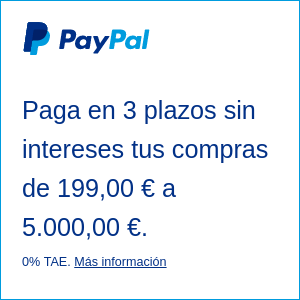 PayPal
Paga en 3 plazos sin
intereses tus compras
de 199,00 € a
5.000,00 €.
0% TAE. Más información